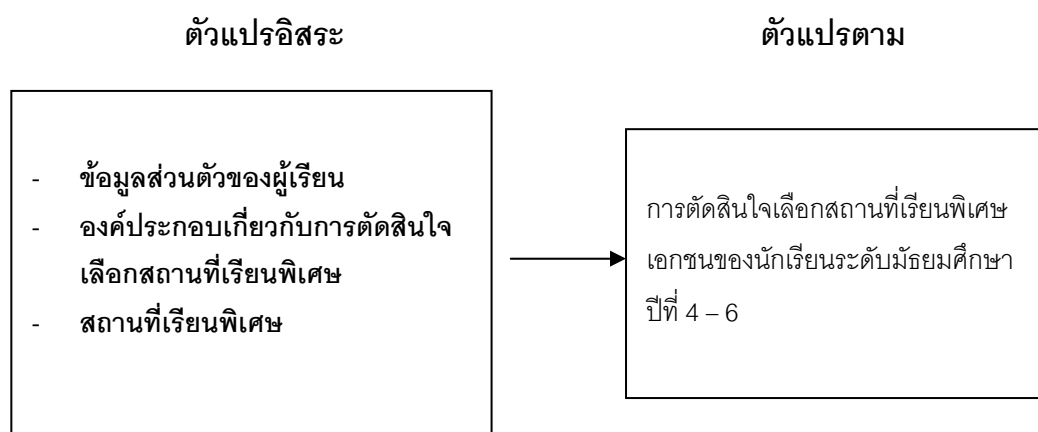 ตัวแปรอิสระ
ตัวแปรตาม
- ข้อมูลส่วนตัวของผู้เรียน
- องค์ประกอบเกี่ยวกับการตัดสินใจ
เลือกสถานที่เรียนพิเศษ
- สถานที่เรียนพิเศษ
การตัดสินใจเลือกสถานที่เรียนพิเศษ
เอกชนของนักเรียนระดับมัธยมศึกษา
ปีที่ 4 – 6